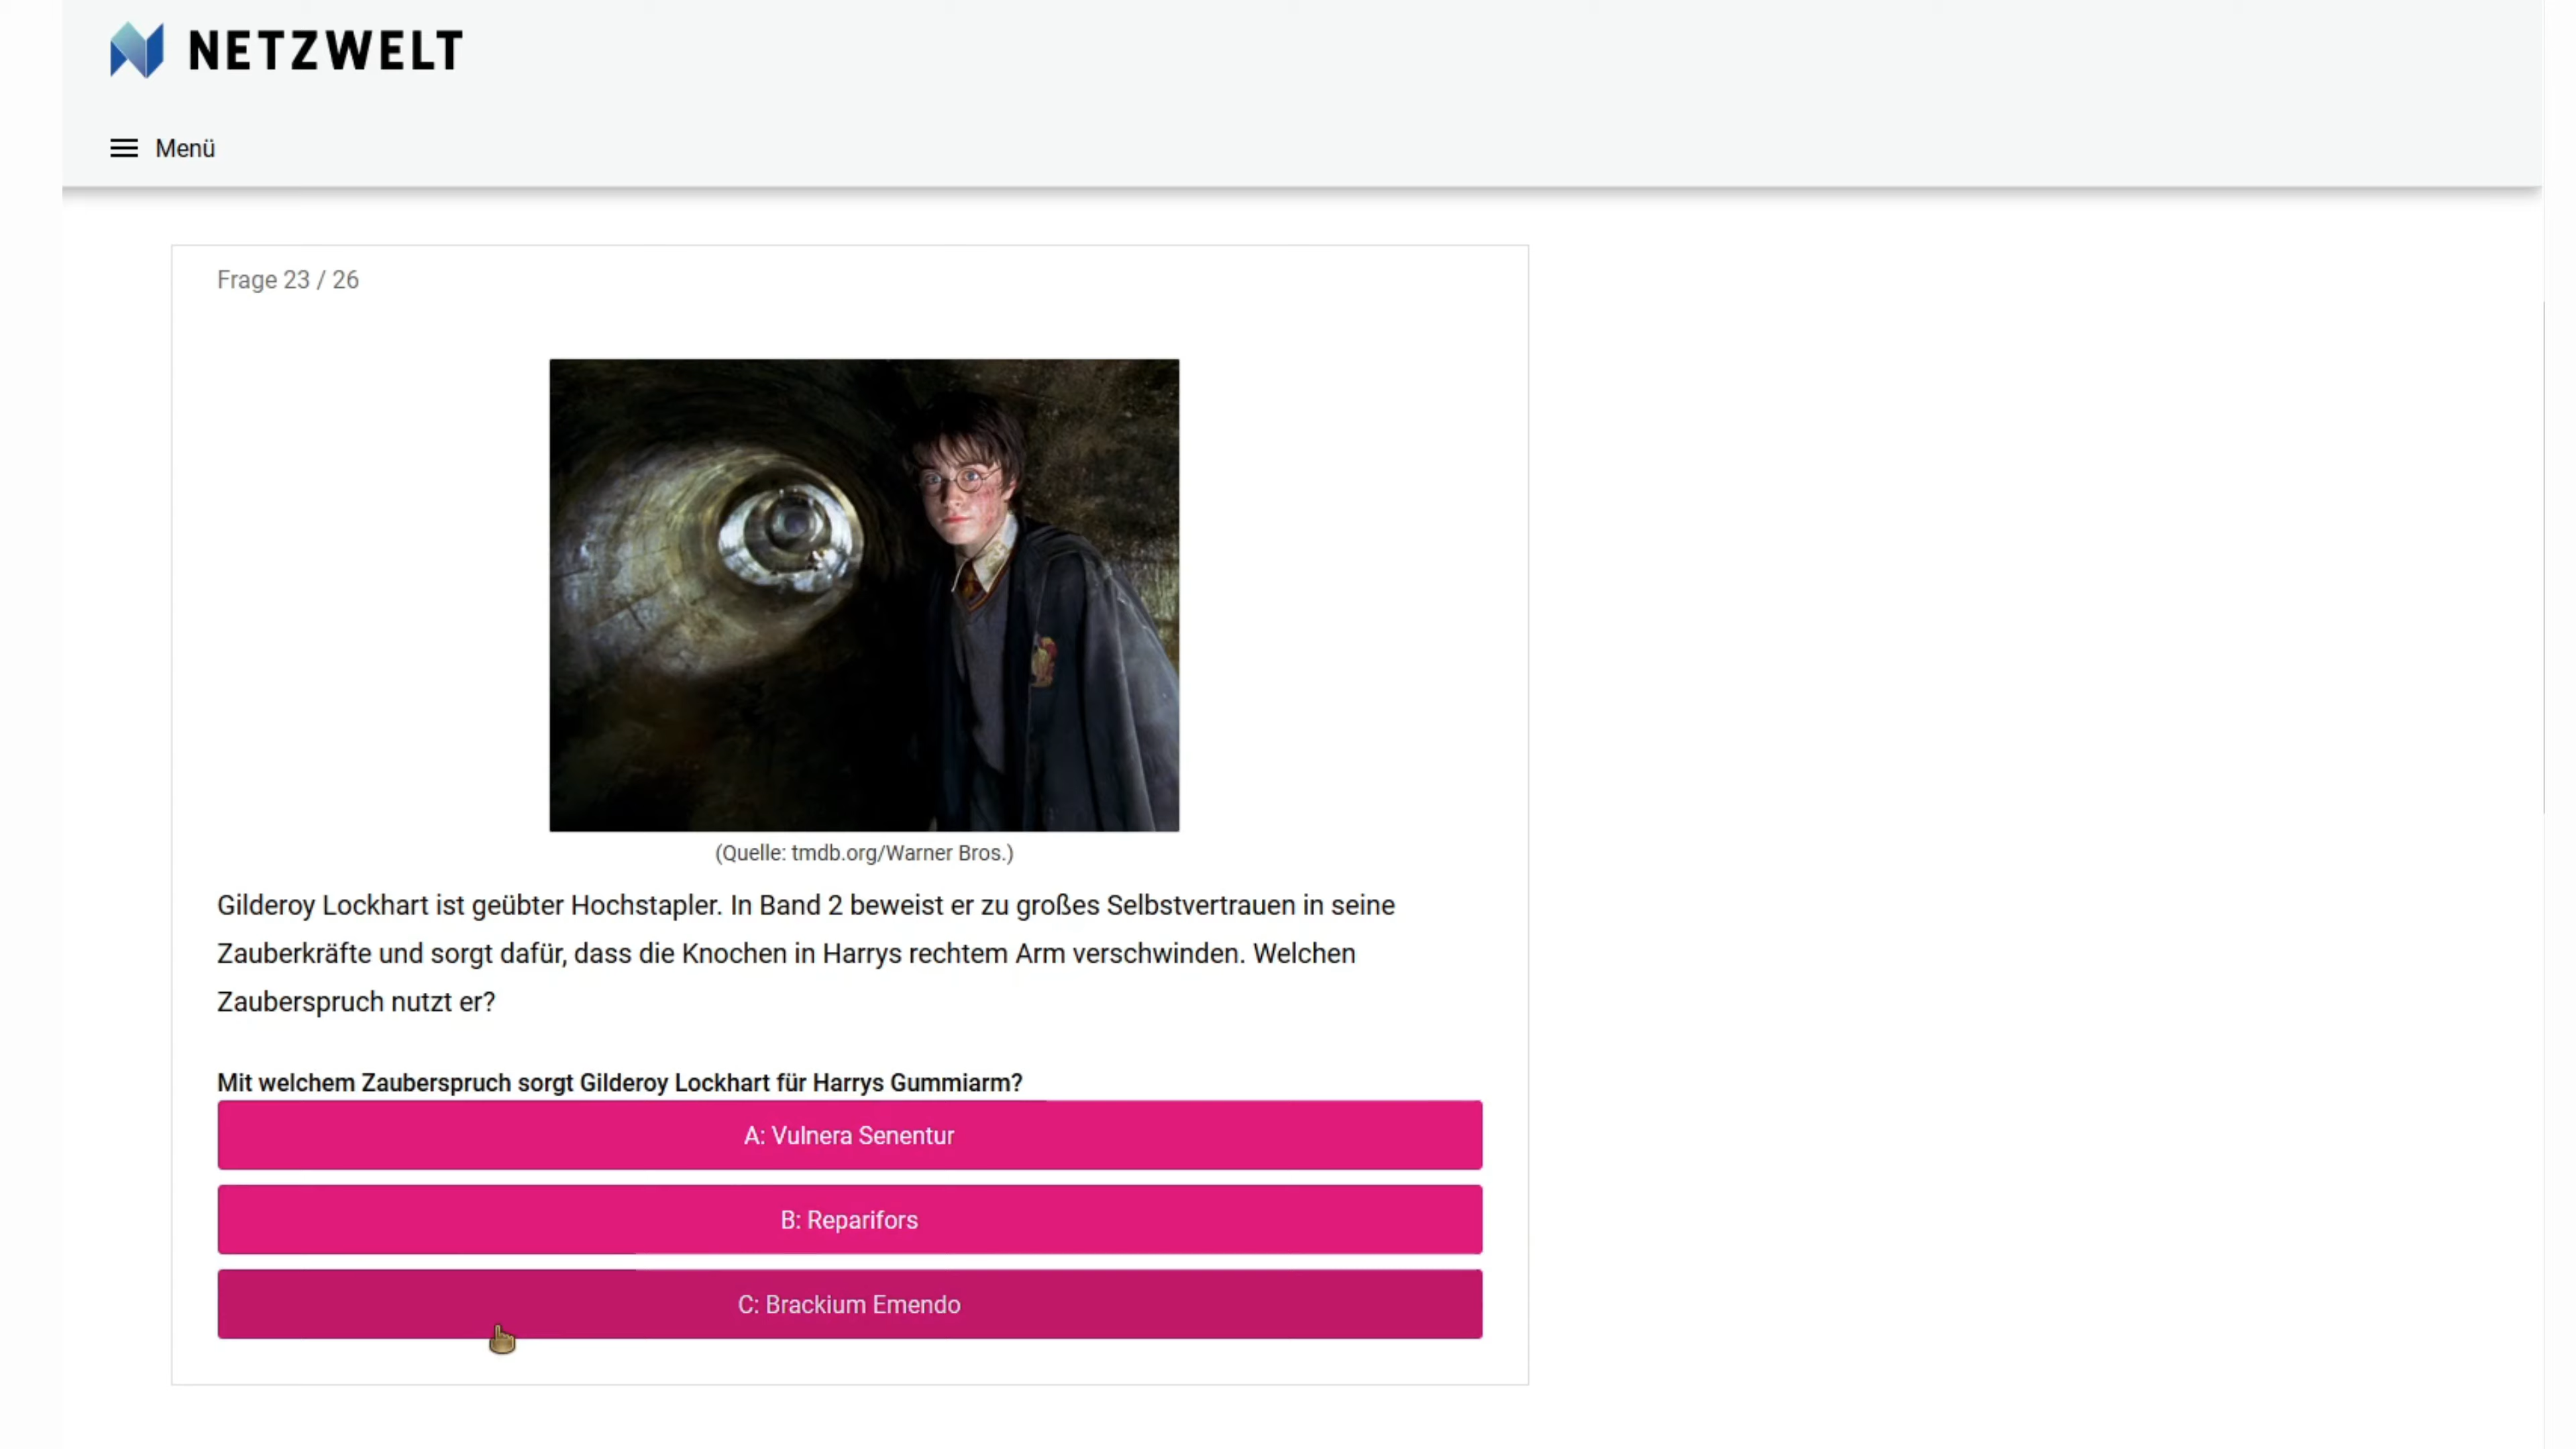 NETZWELT
Menü
Frage 23 / 26
(Quelle: tmdb.org/Warner Bros.)
Gilderoy Lockhart ist geübter Hochstapler. In Band 2 beweist er zu großes Selbstvertrauen in seine
Zauberkräfte und sorgt dafür, dass die Knochen in Harrys rechtem Arm verschwinden. Welchen
Zauberspruch nutzt er?
Mit welchem Zauberspruch sorgt Gilderoy Lockhart für Harrys Gummiarm?
A: Vulnera Senentur
B: Reparifors
C: Brackium Emendo